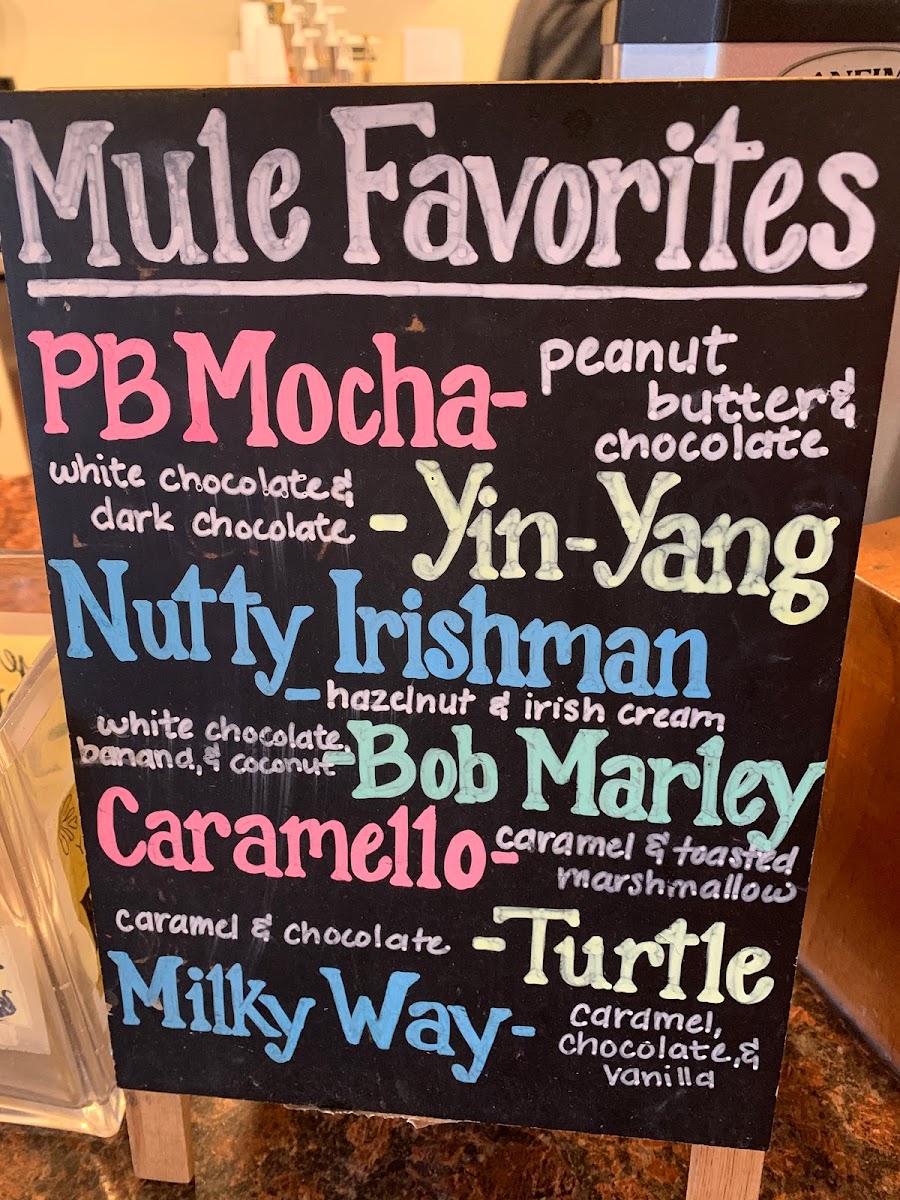 Mule Favorites
PB Mocha-
peanut
butter &
chocolate
white chocolate &
dark chocolate
-Yin-Yang
Nutty Irishman
- hazelnut & irish cream
white chocolate,
banana, & coconut
-Bob Marley
Caramello-
caramel & toasted
marshmallow
caramel & chocolate
-Turtle
Milky Way-
caramel,
chocolate, &
vanilla